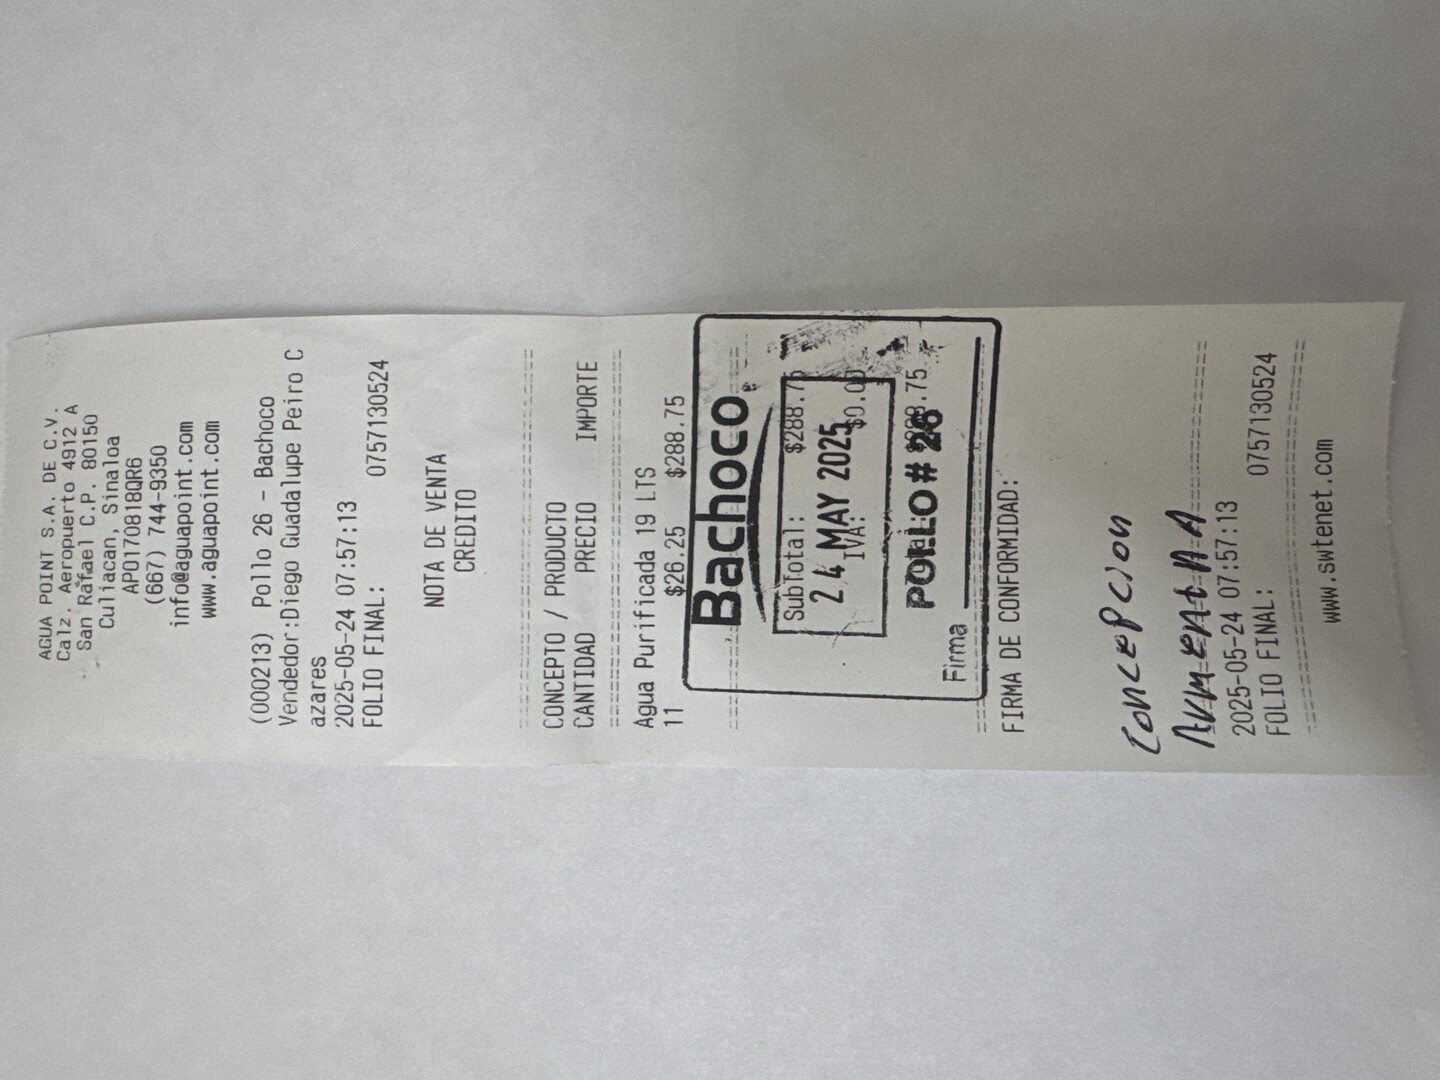 AGUA POINT S.A. DE C.V.
Calz. Aeropuerto 4912 A
San Rafael C.P. 80150
Culiacan, Sinaloa
APO170818QR6
(667) 744-9350
info@aguapoint.com
www.aguapoint.com
(000213) Pollo 26 - Bachoco
Vendedor:Diego Guadalupe Peiro C
azares
2025-05-24 07:57:13
FOLIO FINAL: 0757130524
NOTA DE VENTA
CREDITO
CONCEPTO / PRODUCTO
CANTIDAD PRECIO IMPORTE
Agua Purificada 19 LTS
11 $26.25 $288.75
Bachoco
SubTotal: $288.75
24 MAY 2025
IVA: $0.00
POLLO # 26
$288.75
Firma
FIRMA DE CONFORMIDAD:
Concepcion
Armenta A
2025-05-24 07:57:13
FOLIO FINAL: 0757130524
www.swtenet.com